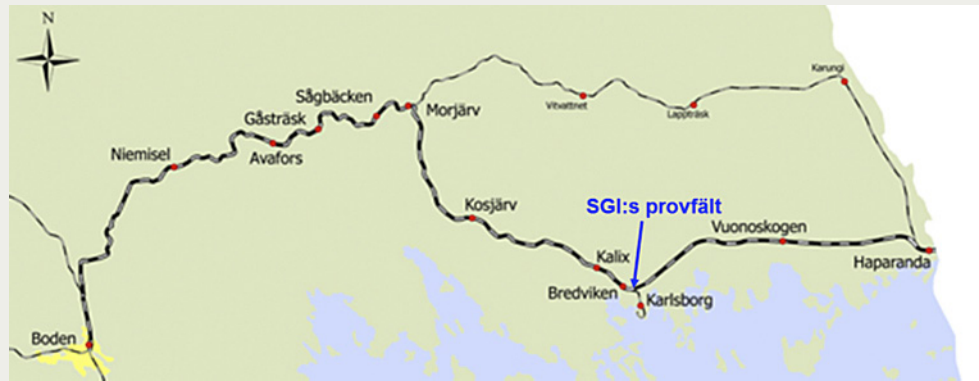 N
Karungi
Sågbäcken
Morjärv
Vitvattnet
Lappträsk
Gåsträsk
Avafors
Niemisel
Kosjärv
SGI:s provfält
Vuonoskogen
Kalix
Haparanda
Bredviken
Karlsborg
Boden